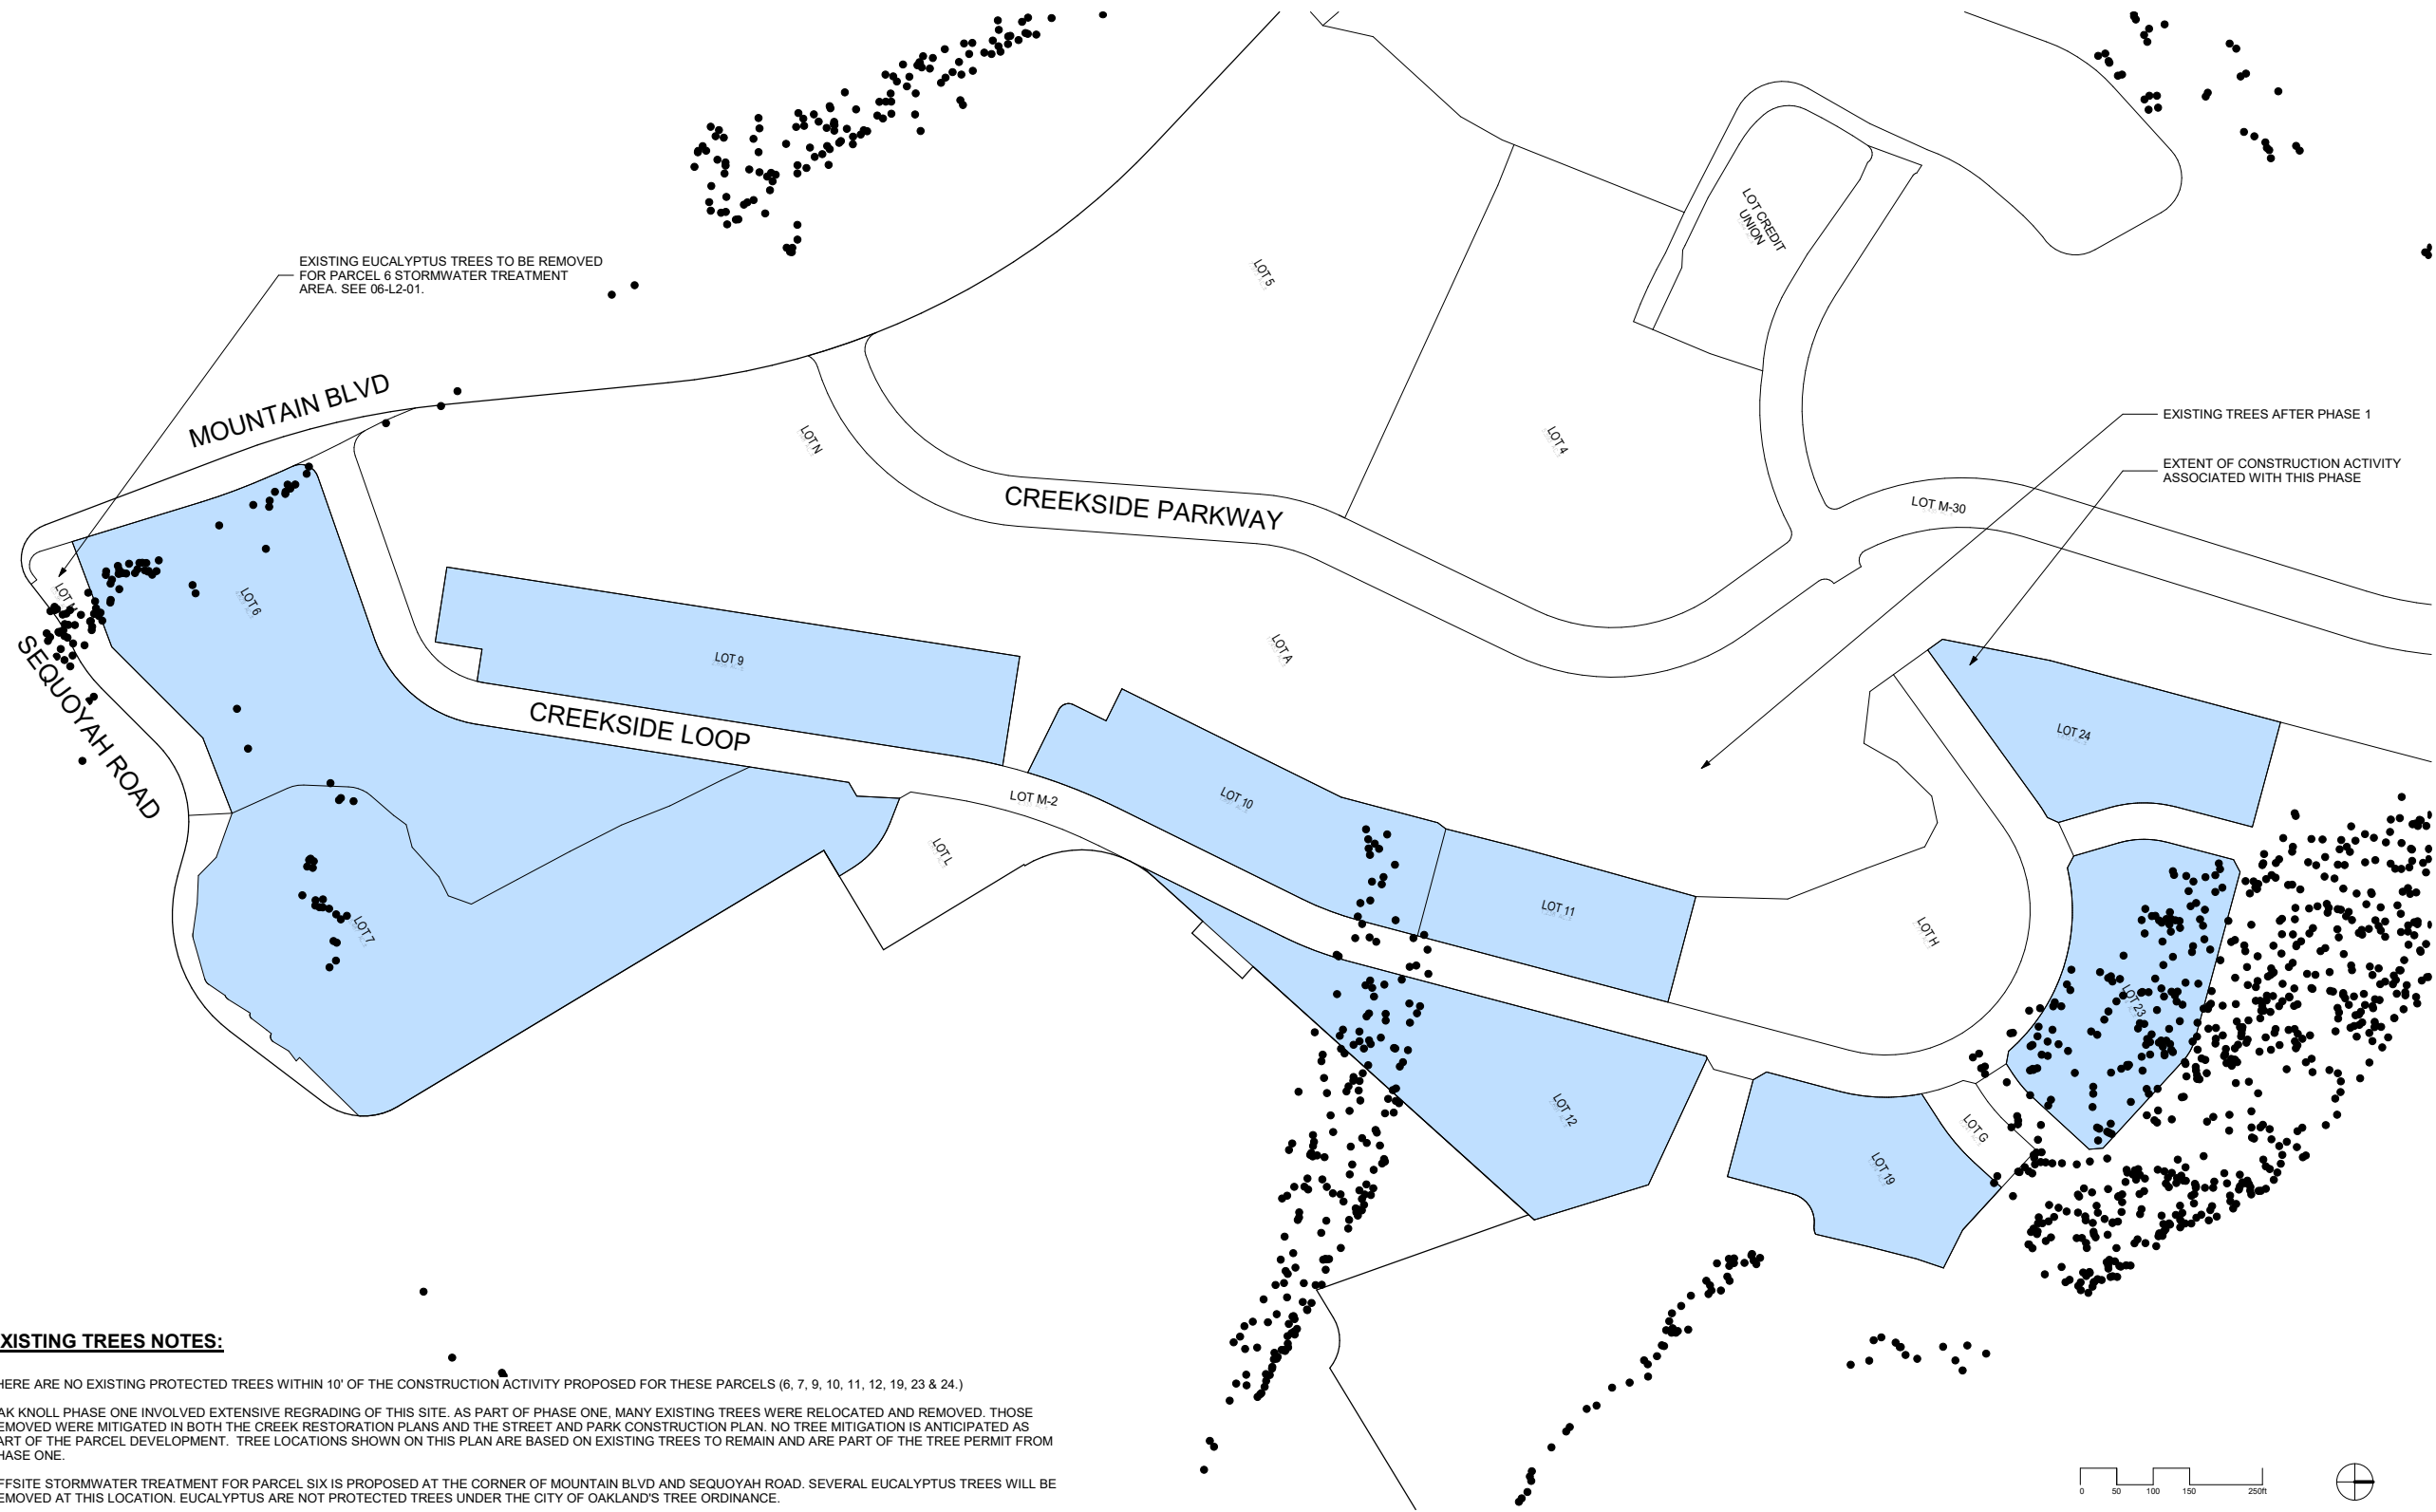 EXISTING EUCALYPTUS TREES TO BE REMOVED
FOR PARCEL 6 STORMWATER TREATMENT
AREA. SEE 06-L2-01.
LOT CREDIT
UNION
LOT 5
MOUNTAIN BLVD
LOT N
LOT 4
EXISTING TREES AFTER PHASE 1
EXTENT OF CONSTRUCTION ACTIVITY
ASSOCIATED WITH THIS PHASE
CREEKSIDE PARKWAY
LOT M-30
LOT
LOT 6
SEQUOYAH ROAD
LOT 9
LOT A
CREEKSIDE LOOP
LOT 24
LOT M-2
LOT 10
LOT L
LOT 11
LOT 7
LOT H
LOT 23
LOT 12
LOT G
LOT 19
XISTING TREES NOTES:
HERE ARE NO EXISTING PROTECTED TREES WITHIN 10' OF THE CONSTRUCTION ACTIVITY PROPOSED FOR THESE PARCELS (6, 7, 9, 10, 11, 12, 19, 23 & 24.)
AK KNOLL PHASE ONE INVOLVED EXTENSIVE REGRADING OF THIS SITE. AS PART OF PHASE ONE, MANY EXISTING TREES WERE RELOCATED AND REMOVED. THOSE
EMOVED WERE MITIGATED IN BOTH THE CREEK RESTORATION PLANS AND THE STREET AND PARK CONSTRUCTION PLAN. NO TREE MITIGATION IS ANTICIPATED AS
ART OF THE PARCEL DEVELOPMENT. TREE LOCATIONS SHOWN ON THIS PLAN ARE BASED ON EXISTING TREES TO REMAIN AND ARE PART OF THE TREE PERMIT FROM
HASE ONE.
FFSITE STORMWATER TREATMENT FOR PARCEL SIX IS PROPOSED AT THE CORNER OF MOUNTAIN BLVD AND SEQUOYAH ROAD. SEVERAL EUCALYPTUS TREES WILL BE
EMOVED AT THIS LOCATION. EUCALYPTUS ARE NOT PROTECTED TREES UNDER THE CITY OF OAKLAND'S TREE ORDINANCE.
0 50 100 150 250ft